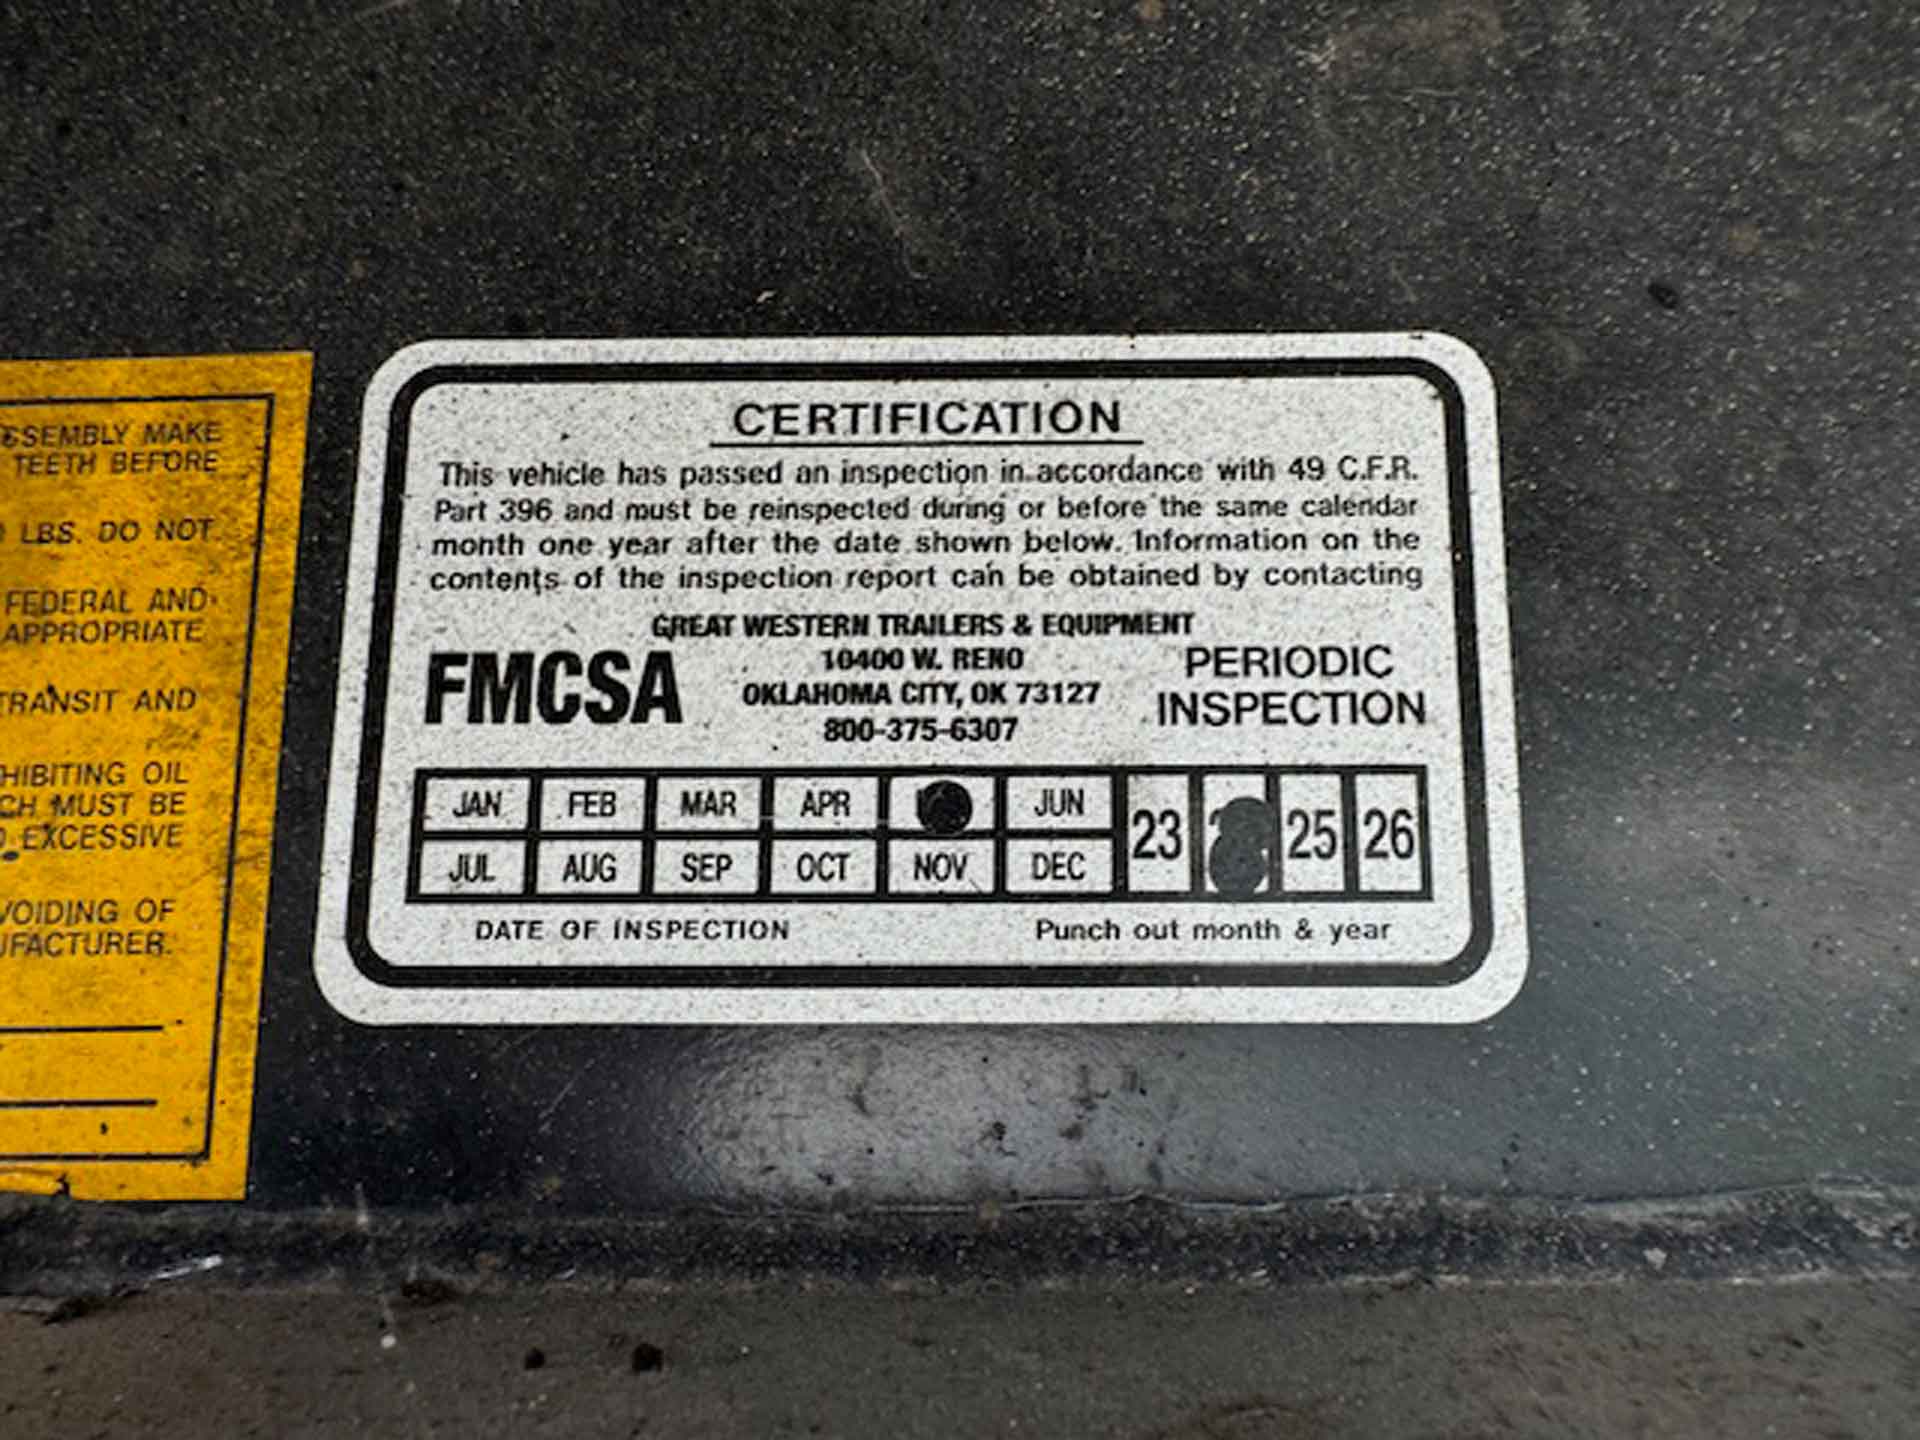 ASSEMBLY MAKE
TEETH BEFORE
LBS. DO NOT
FEDERAL AND
APPROPRIATE
TRANSIT AND
OIL
MUST BE
EXCESSIVE
OF
CERTIFICATION
This vehicle has passed an inspection in accordance with 49 C.F.R.
Part 396 and must be reinspected during or before the same calendar
month one year after the date shown below. Information on the
contents of the inspection report can be obtained by contacting
GREAT WESTERN TRAILERS & EQUIPMENT
10400 W. RENO
OKLAHOMA CITY, OK 73127
800-375-6307
FMCSA
PERIODIC
INSPECTION
JAN FEB MAR APR JUN
JUL AUG SEP OCT NOV DEC
23 25 26
DATE OF INSPECTION
Punch out month & year